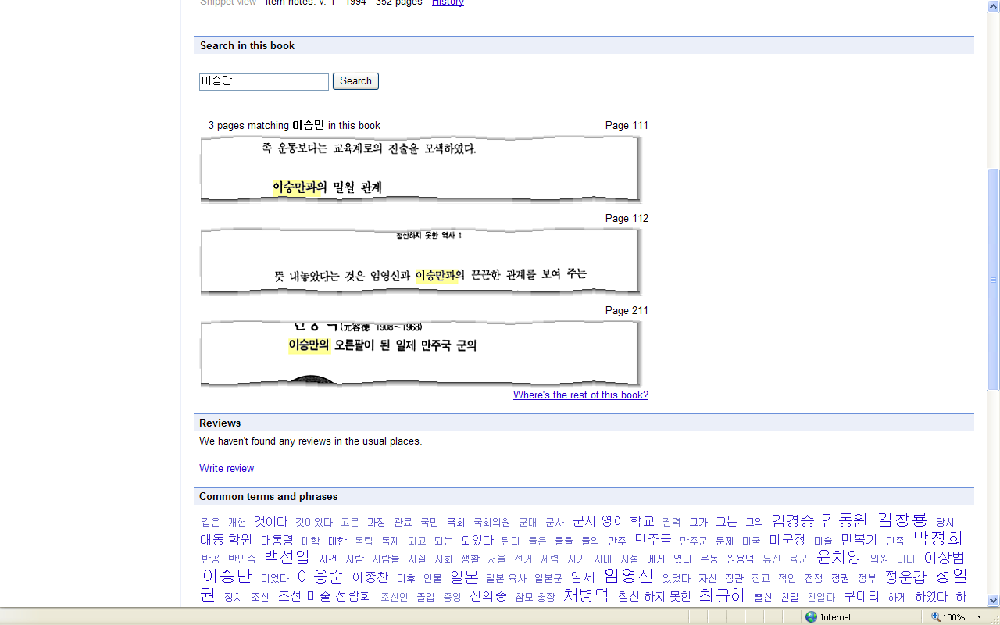 Snippet view - Item notes: v. 1 - 1994 - 352 pages - History
Search in this book
이승만 Search
3 pages matching 이승만 in this book Page 111
족 운동보다는 교육계로의 진출을 모색하였다.
이승만과의 밀월 관계
Page 112
청산하지 못한 역사 1
뜻 내놓았다는 것은 임영신과 이승만과의 끈끈한 관계를 보여 주는
Page 211
(元容德 1908~1968)
이승만의 오른팔이 된 일제 만주국 군의
Where's the rest of this book?
Reviews
We haven't found any reviews in the usual places.
Write review
Common terms and phrases
같은 개헌 것이다 것이었다 고문 과정 관료 국민 국회 국회의원 군대 군사 군사 영어 학교 권력 그가 그는 그의 김경승 김동원 김창룡 당시
대동 학원 대통령 대학 대한 독립 독재 되고 되는 되었다 된다 들은 들을 들의 만주 만주국 만주군 문제 미국 미군정 미술 민복기 민족 박정희
반공 반민족 백선엽 사건 사람 사람들 사실 사회 생활 서울 선거 세력 시기 시대 시절 에게 였다 운동 원용덕 유신 육군 윤치영 의원 이나 이상범
이승만 이었다 이응준 이종찬 이후 인물 일본 일본 육사 일본군 일제 임영신 있었다 자신 장관 장교 적인 전쟁 정권 정부 정운갑 정일
권 정치 조선 조선 미술 전람회 조선인 졸업 중앙 진의종 참모 총장 채병덕 청산 하지 못한 최규하 출신 친일 친일파 쿠데타 하게 하였다 하
Internet 100%